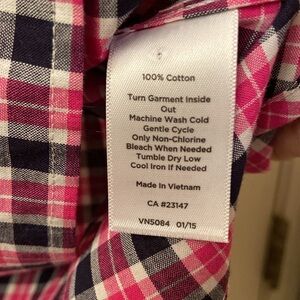 100% Cotton
Turn Garment Inside
Out
Machine Wash Cold
Gentle Cycle
Only Non-Chlorine
Bleach When Needed
Tumble Dry Low
Cool Iron If Needed
Made In Vietnam
CA #23147
VNS084 01/15